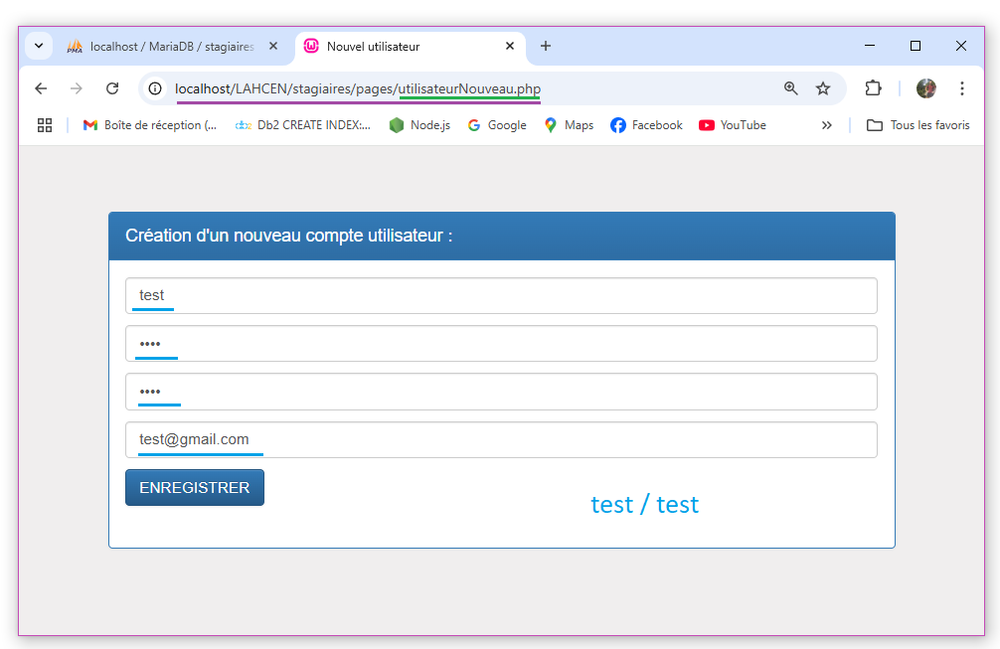 PMA localhost / MariaDB / stagiaires
Nouvel utilisateur
localhost/LAHCEN/stagiaires/pages/utilisateurNouveau.php
Boîte de réception (...
Db2 CREATE INDEX:...
Node.js
Google
Maps
Facebook
YouTube
Tous les favoris
Création d'un nouveau compte utilisateur :
test
••••
••••
test@gmail.com
ENREGISTRER
test / test